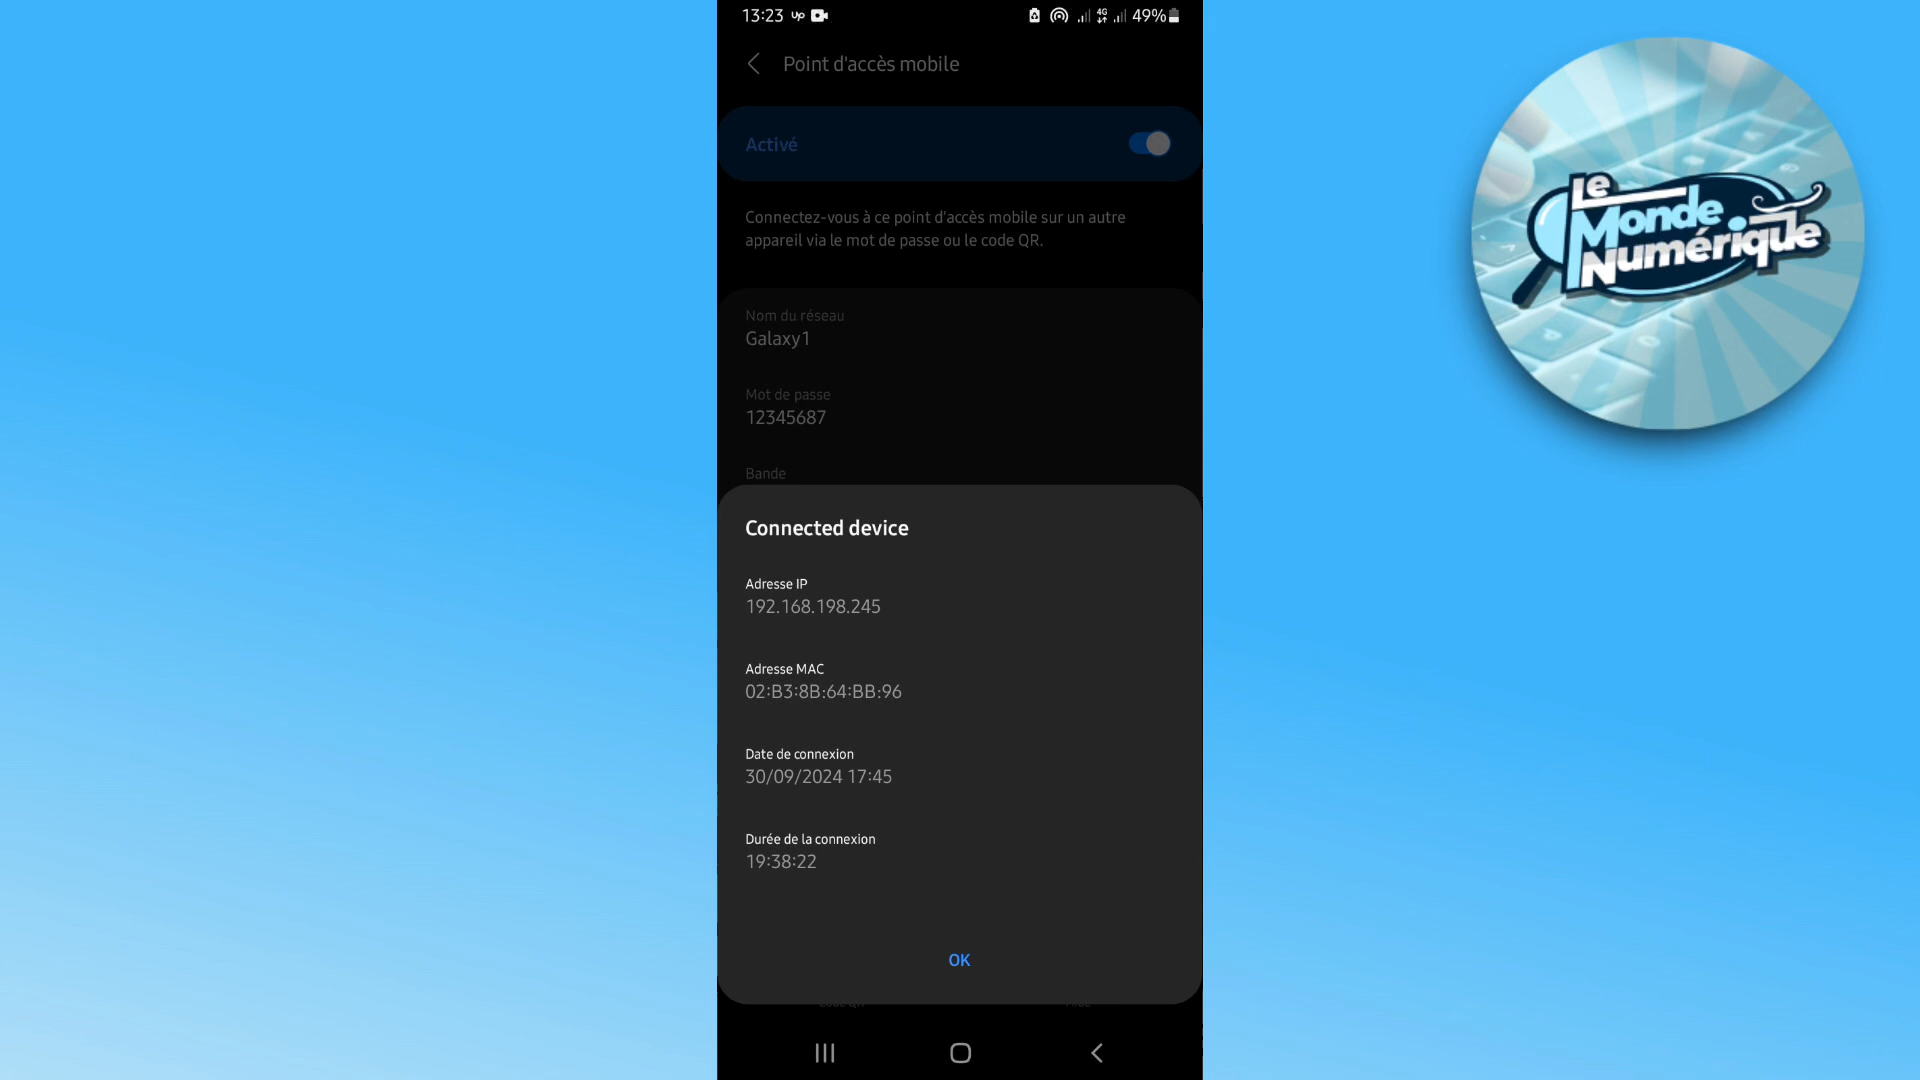 13:23 up 4G 49%
Point d'accès mobile
Activé
Connectez-vous à ce point d'accès mobile sur un autre
appareil via le mot de passe ou le code QR.
Nom du réseau
Galaxy1
Mot de passe
12345687
Bande
Connected device
Adresse IP
192.168.198.245
Adresse MAC
02:B3:8B:64:BB:96
Date de connexion
30/09/2024 17:45
Durée de la connexion
19:38:22
OK
Le
Monde
Numérique